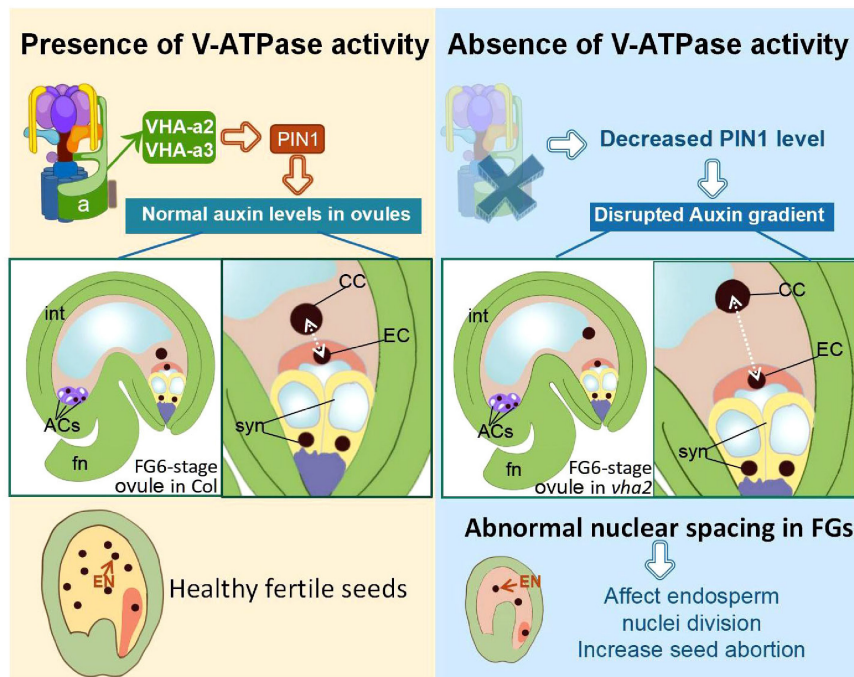 Presence of V-ATPase activity
VHA-a2
VHA-a3
PIN1
a
Normal auxin levels in ovules
int
ACs
fn
FG6-stage
ovule in Col
CC
EC
syn
EN
Healthy fertile seeds
Absence of V-ATPase activity
Decreased PIN1 level
Disrupted Auxin gradient
int
ACs
fn
FG6-stage
ovule in vha2
CC
EC
syn
Abnormal nuclear spacing in FGs
EN
Affect endosperm
nuclei division
Increase seed abortion